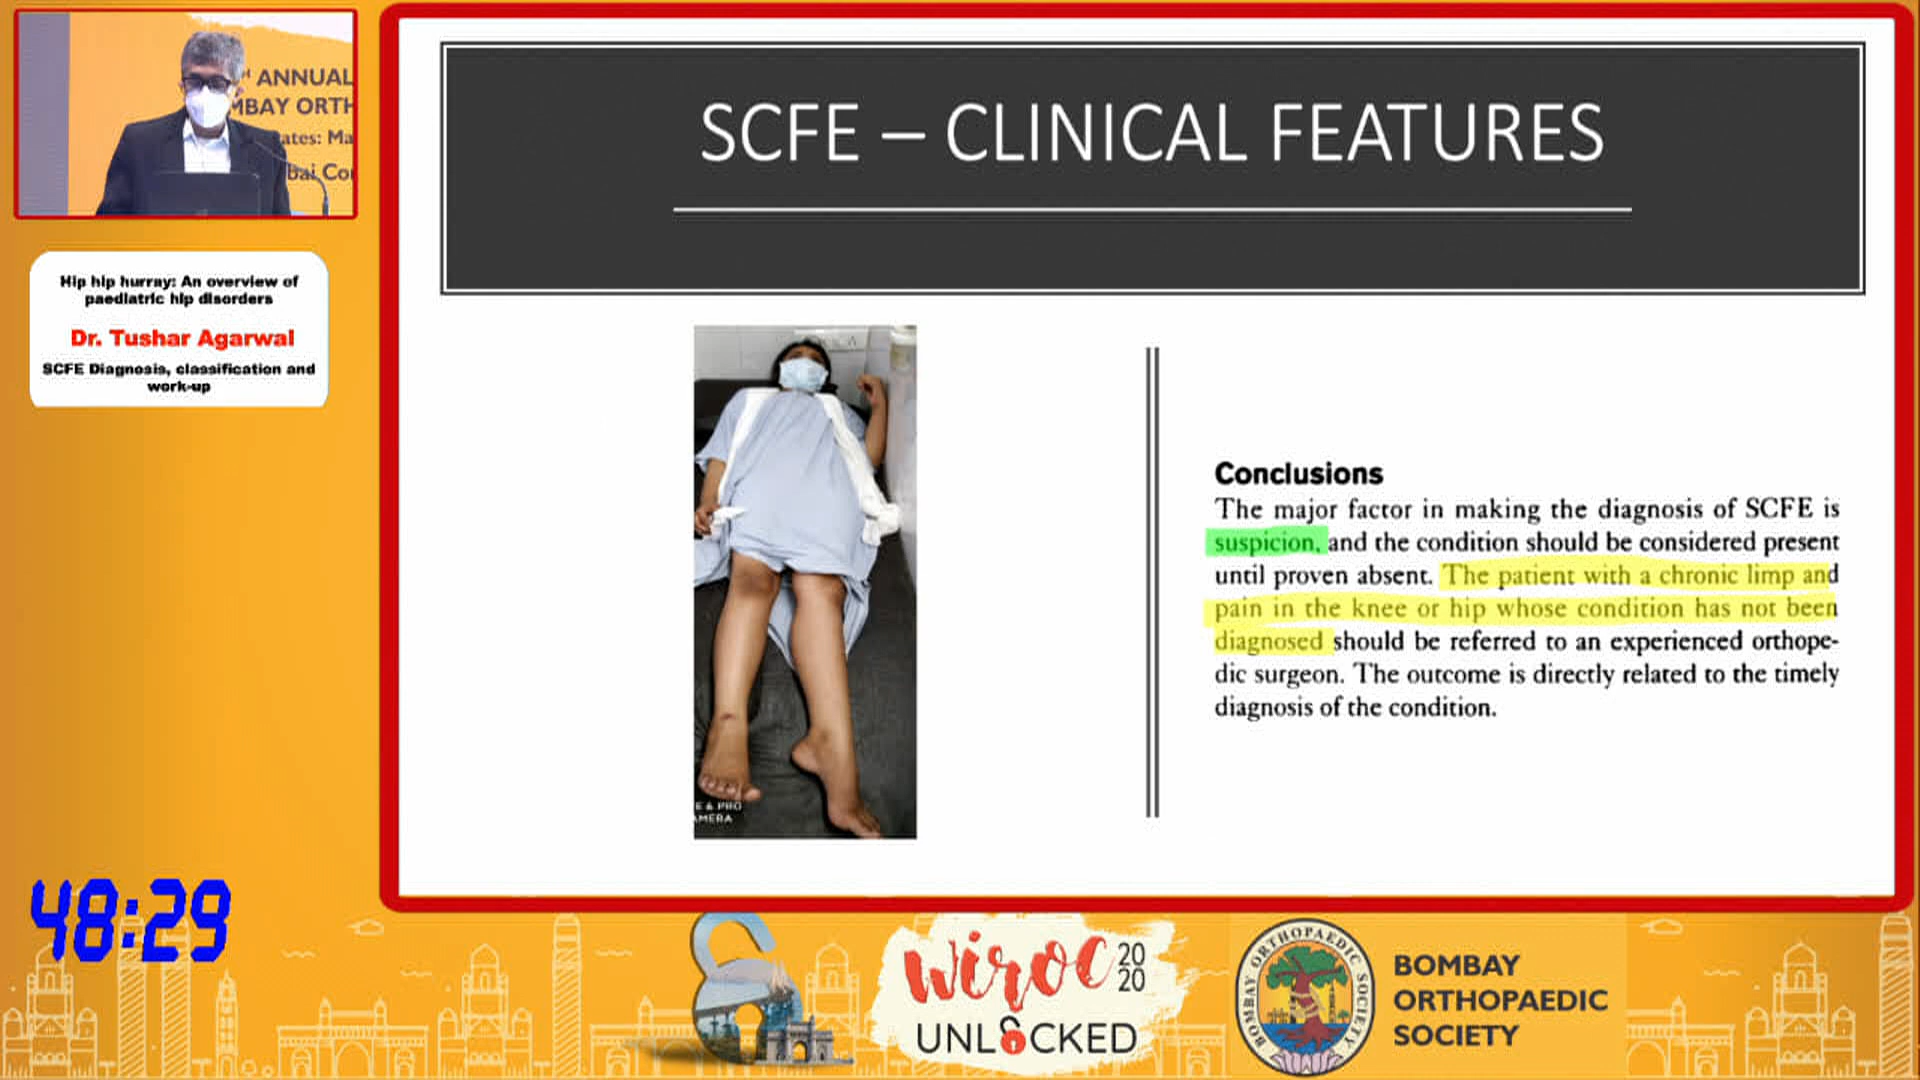 ANNUAL
MBAY ORTH
ates: Ma
bai Co
Hip hip hurray: An overview of
paediatric hip disorders
Dr. Tushar Agarwal
SCFE Diagnosis, classification and
work-up
48:29
SCFE – CLINICAL FEATURES
E & PRO
AMERA
Conclusions
The major factor in making the diagnosis of SCFE is
suspicion, and the condition should be considered present
until proven absent. The patient with a chronic limp and
pain in the knee or hip whose condition has not been
diagnosed should be referred to an experienced orthope-
dic surgeon. The outcome is directly related to the timely
diagnosis of the condition.
wiroc 20
20
UNLOCKED
BOMBAY ORTHOPAEDIC SOCIETY
BOMBAY
ORTHOPAEDIC
SOCIETY